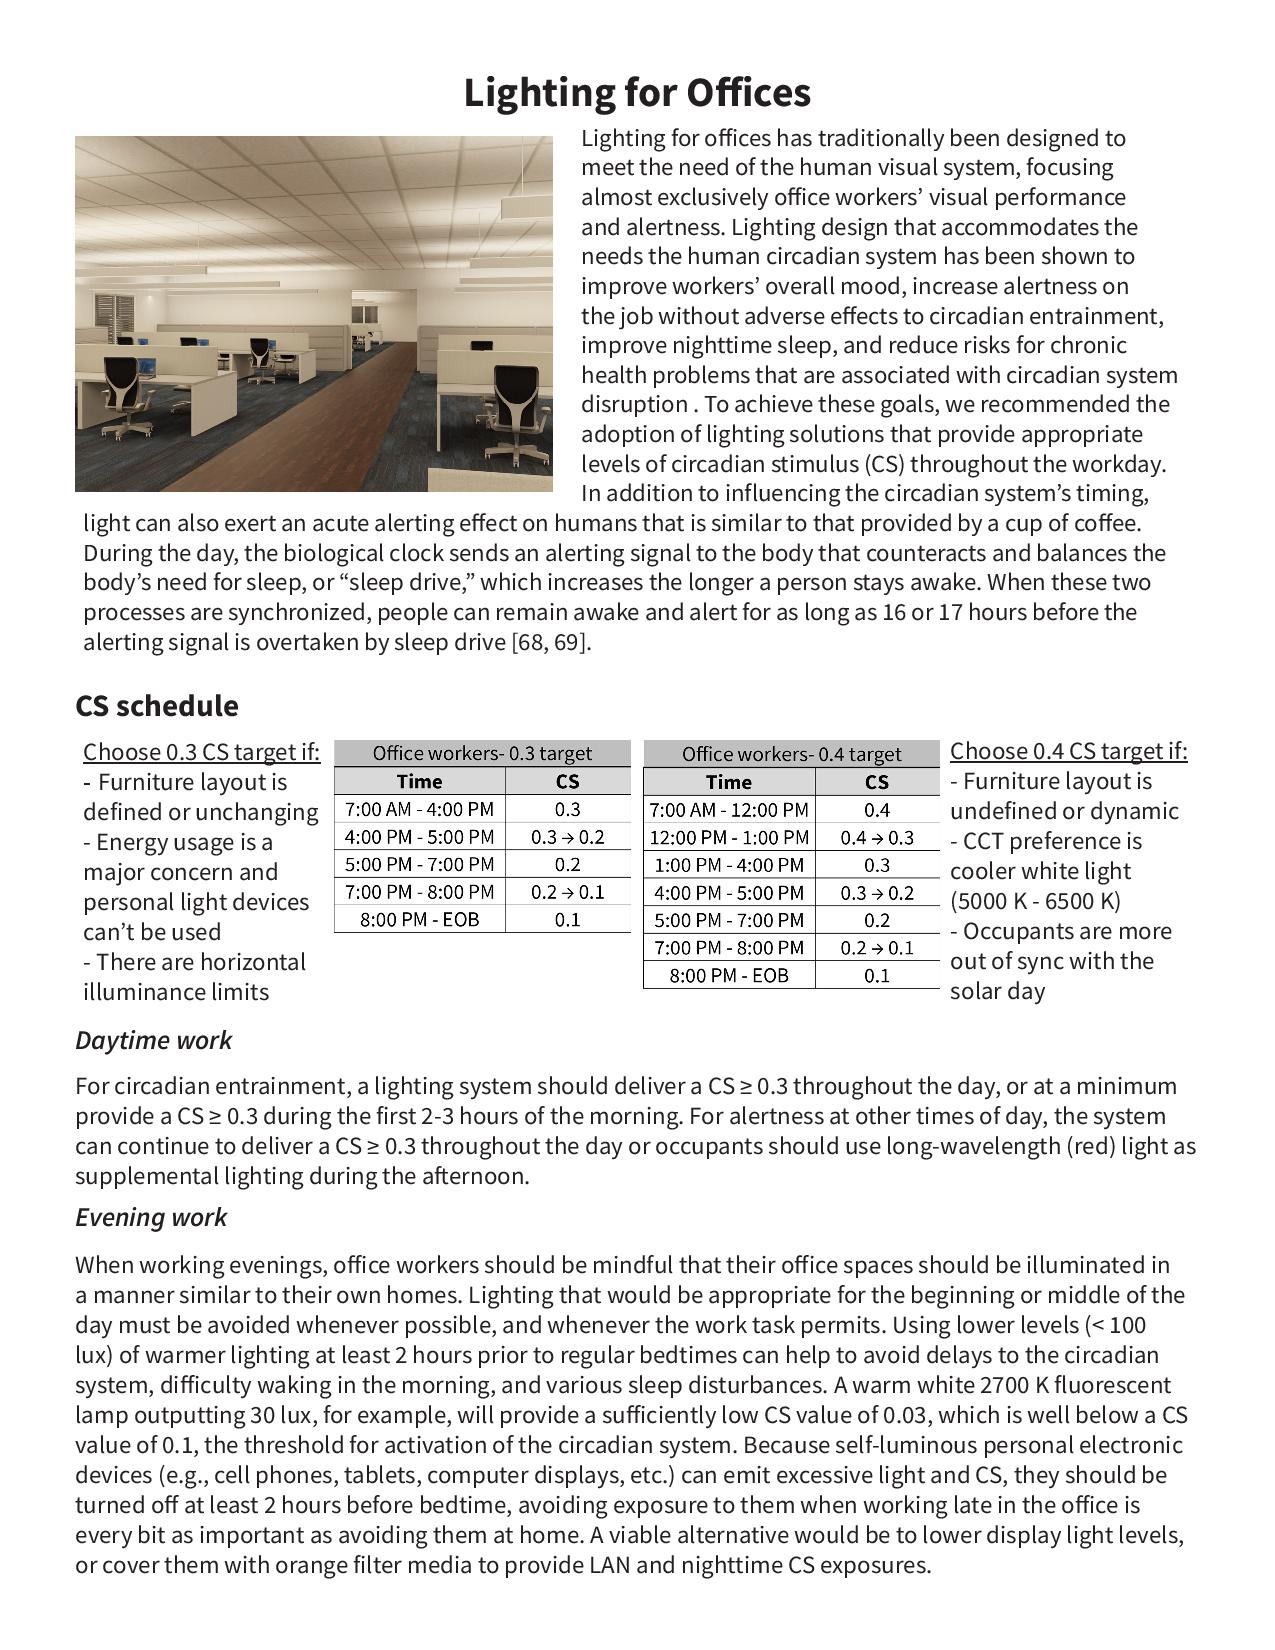 Lighting for Offices
Lighting for offices has traditionally been designed to
meet the need of the human visual system, focusing
almost exclusively office workers’ visual performance
and alertness. Lighting design that accommodates the
needs the human circadian system has been shown to
improve workers’ overall mood, increase alertness on
the job without adverse effects to circadian entrainment,
improve nighttime sleep, and reduce risks for chronic
health problems that are associated with circadian system
disruption . To achieve these goals, we recommended the
adoption of lighting solutions that provide appropriate
levels of circadian stimulus (CS) throughout the workday.
In addition to influencing the circadian system’s timing,
light can also exert an acute alerting effect on humans that is similar to that provided by a cup of coffee.
During the day, the biological clock sends an alerting signal to the body that counteracts and balances the
body’s need for sleep, or “sleep drive,” which increases the longer a person stays awake. When these two
processes are synchronized, people can remain awake and alert for as long as 16 or 17 hours before the
alerting signal is overtaken by sleep drive [68, 69].
CS schedule
Choose 0.3 CS target if:
- Furniture layout is
defined or unchanging
- Energy usage is a
major concern and
personal light devices
can’t be used
- There are horizontal
illuminance limits
Office workers- 0.3 target
Time CS
7:00 AM - 4:00 PM 0.3
4:00 PM - 5:00 PM 0.3 → 0.2
5:00 PM - 7:00 PM 0.2
7:00 PM - 8:00 PM 0.2 → 0.1
8:00 PM - EOB 0.1
Office workers- 0.4 target
Time CS
7:00 AM - 12:00 PM 0.4
12:00 PM - 1:00 PM 0.4 → 0.3
1:00 PM - 4:00 PM 0.3
4:00 PM - 5:00 PM 0.3 → 0.2
5:00 PM - 7:00 PM 0.2
7:00 PM - 8:00 PM 0.2 → 0.1
8:00 PM - EOB 0.1
Choose 0.4 CS target if:
- Furniture layout is
undefined or dynamic
- CCT preference is
cooler white light
(5000 K - 6500 K)
- Occupants are more
out of sync with the
solar day
Daytime work
For circadian entrainment, a lighting system should deliver a CS ≥ 0.3 throughout the day, or at a minimum
provide a CS ≥ 0.3 during the first 2-3 hours of the morning. For alertness at other times of day, the system
can continue to deliver a CS ≥ 0.3 throughout the day or occupants should use long-wavelength (red) light as
supplemental lighting during the afternoon.
Evening work
When working evenings, office workers should be mindful that their office spaces should be illuminated in
a manner similar to their own homes. Lighting that would be appropriate for the beginning or middle of the
day must be avoided whenever possible, and whenever the work task permits. Using lower levels (< 100
lux) of warmer lighting at least 2 hours prior to regular bedtimes can help to avoid delays to the circadian
system, difficulty waking in the morning, and various sleep disturbances. A warm white 2700 K fluorescent
lamp outputting 30 lux, for example, will provide a sufficiently low CS value of 0.03, which is well below a CS
value of 0.1, the threshold for activation of the circadian system. Because self-luminous personal electronic
devices (e.g., cell phones, tablets, computer displays, etc.) can emit excessive light and CS, they should be
turned off at least 2 hours before bedtime, avoiding exposure to them when working late in the office is
every bit as important as avoiding them at home. A viable alternative would be to lower display light levels,
or cover them with orange filter media to provide LAN and nighttime CS exposures.